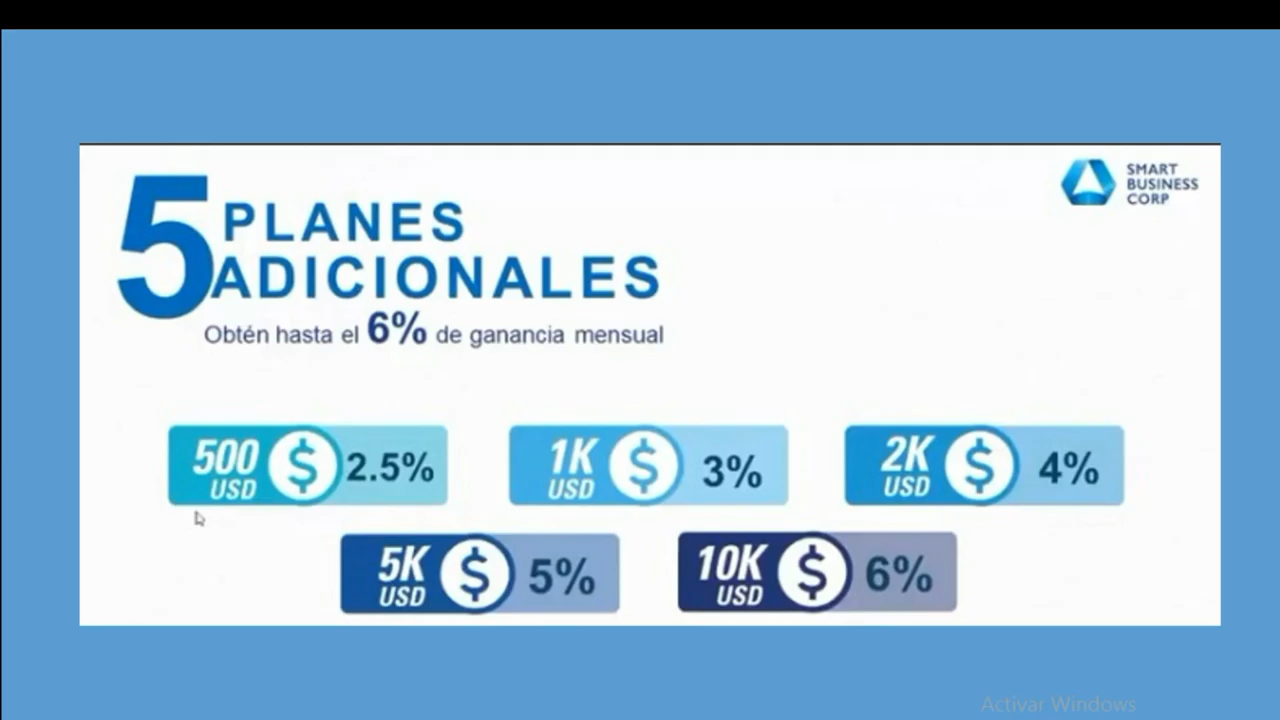 SMART
BUSINESS
CORP
5 PLANES
ADICIONALES
Obtén hasta el 6% de ganancia mensual
500 USD $ 2.5%
1K USD $ 3%
2K USD $ 4%
5K USD $ 5%
10K USD $ 6%
Activar Windows